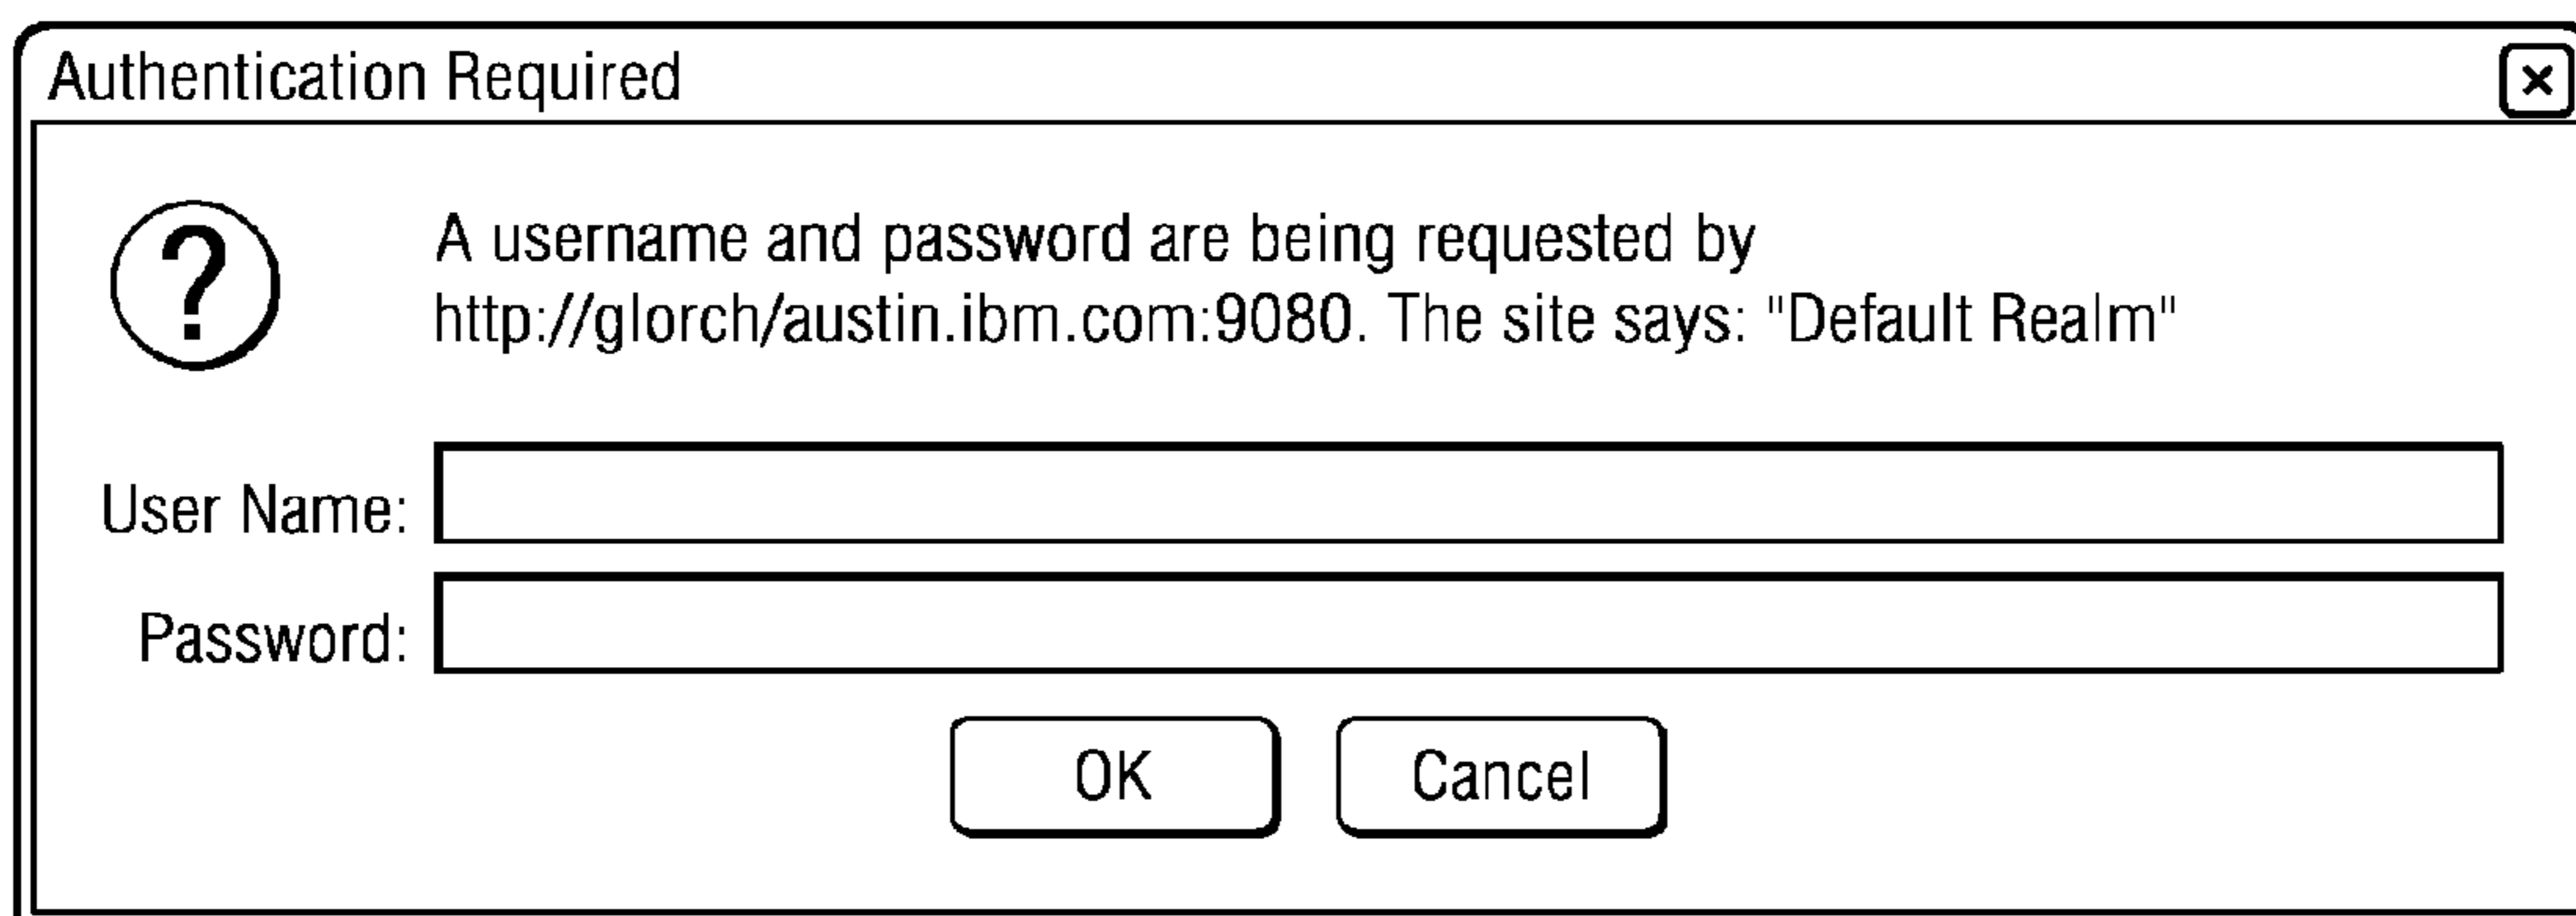 Authentication Required
A username and password are being requested by
http://glorch/austin.ibm.com:9080. The site says: "Default Realm"
User Name:
Password:
OK Cancel